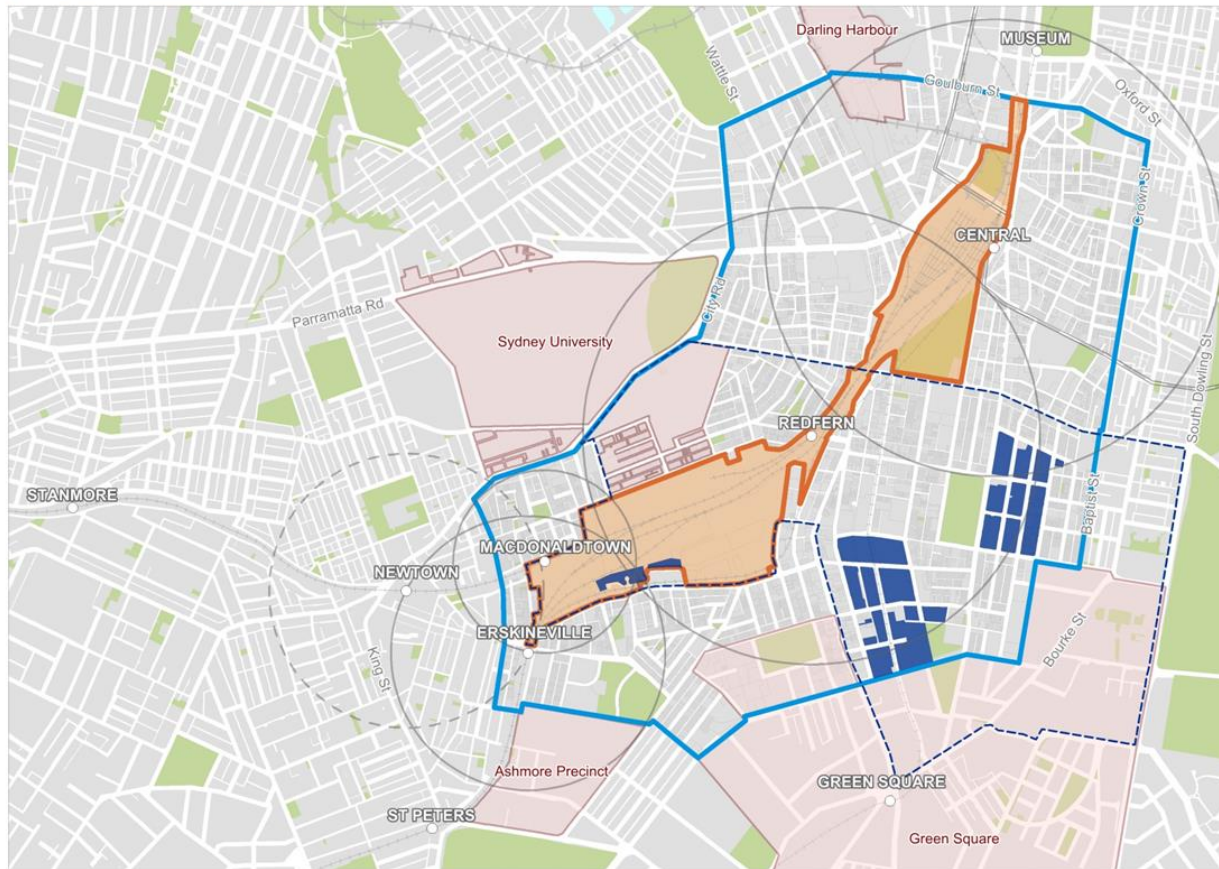 Darling Harbour
MUSEUM
Wattle St
Goulburn St
Oxford St
Crown St
CENTRAL
City Rd
Parramatta Rd
Sydney University
South Dowling St
REDFERN
STANMORE
Baptist St
MACDONALDTOWN
NEWTOWN
ERSKINEVILLE
King St
Bourke St
Ashmore Precinct
GREEN SQUARE
ST PETERS
Green Square